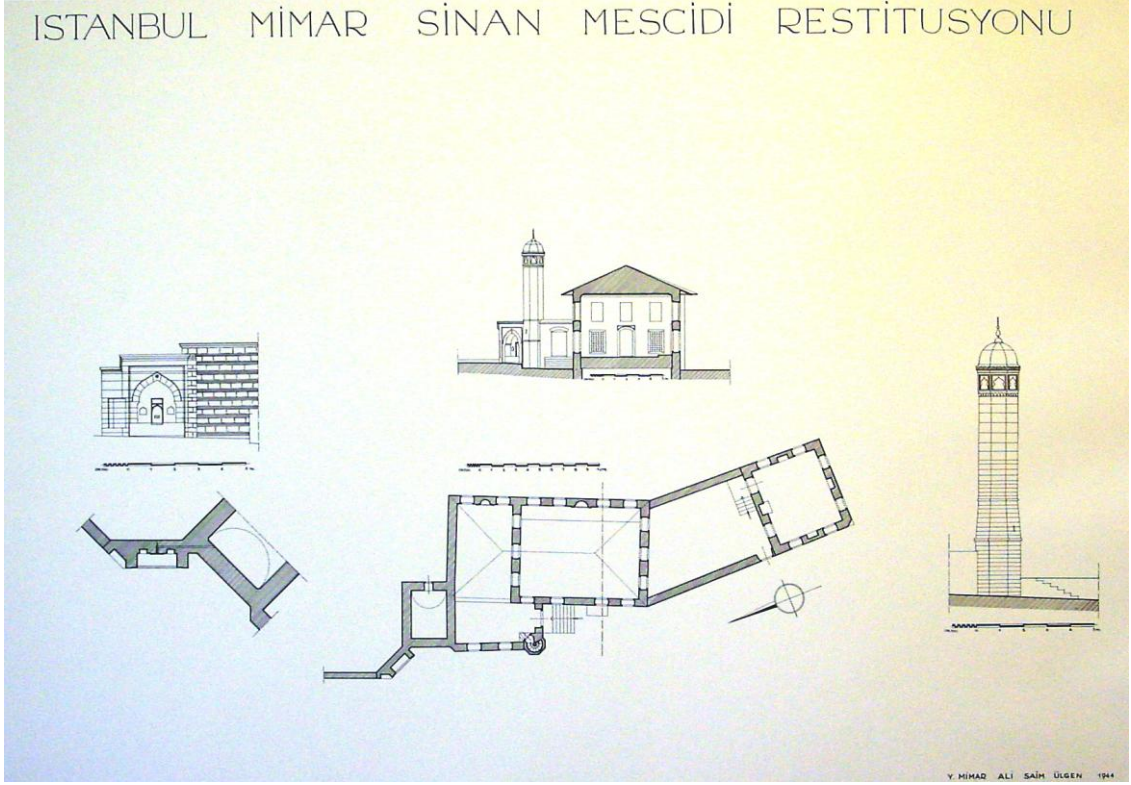 ISTANBUL MİMAR SİNAN MESCİDİ RESTİTUSYONU
Y. MİMAR ALİ SAİM ÜLGEN 1944